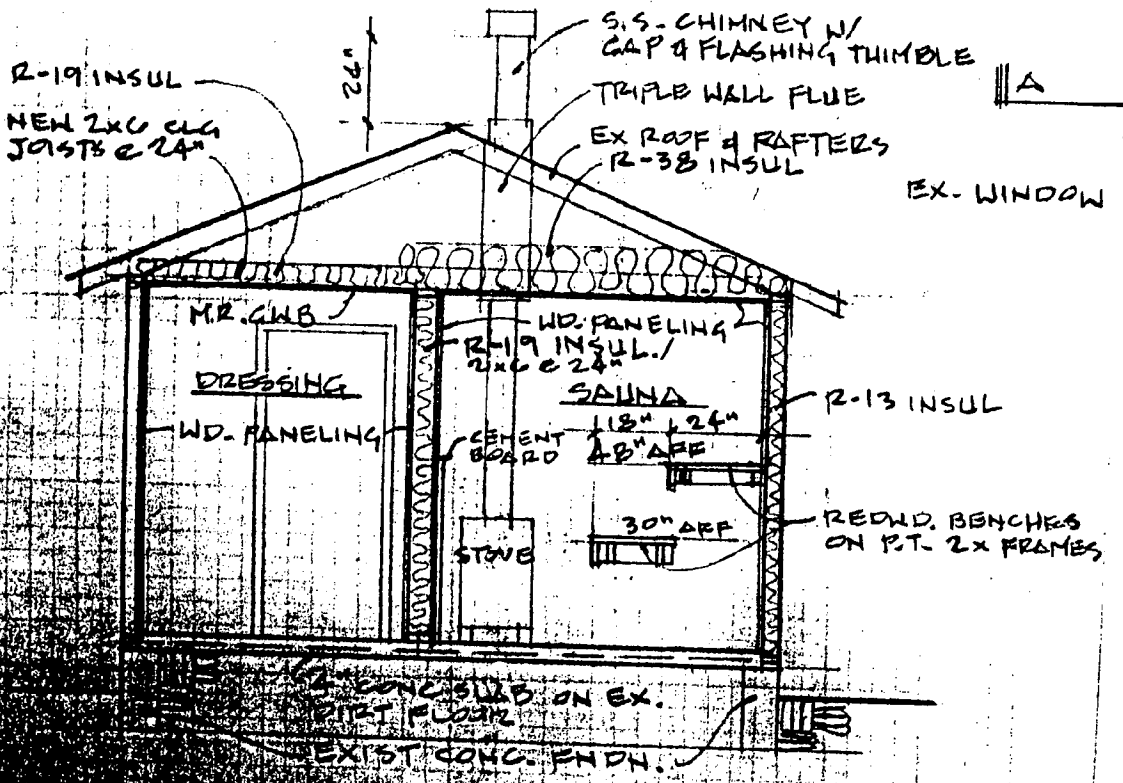 S.S. CHIMNEY W/
CAP & FLASHING THIMBLE
TRIPLE WALL FLUE
EX ROOF & RAFTERS
R-38 INSUL
A
EX. WINDOW
R-19 INSUL
NEW 2x6 CLG
JOISTS @ 24"
M.R. GWB
WD. PANELING
R-19 INSUL./
2x6 @ 24"
DRESSING
SAUNA
18" 24"
R-13 INSUL
WD. PANELING
CEMENT
BOARD
48" AFF
30" AFF
STOVE
REDWD. BENCHES
ON P.T. 2x FRAMES
4" CONC SLAB ON EX.
DIRT FLOOR
EXIST CONC. FNDN.